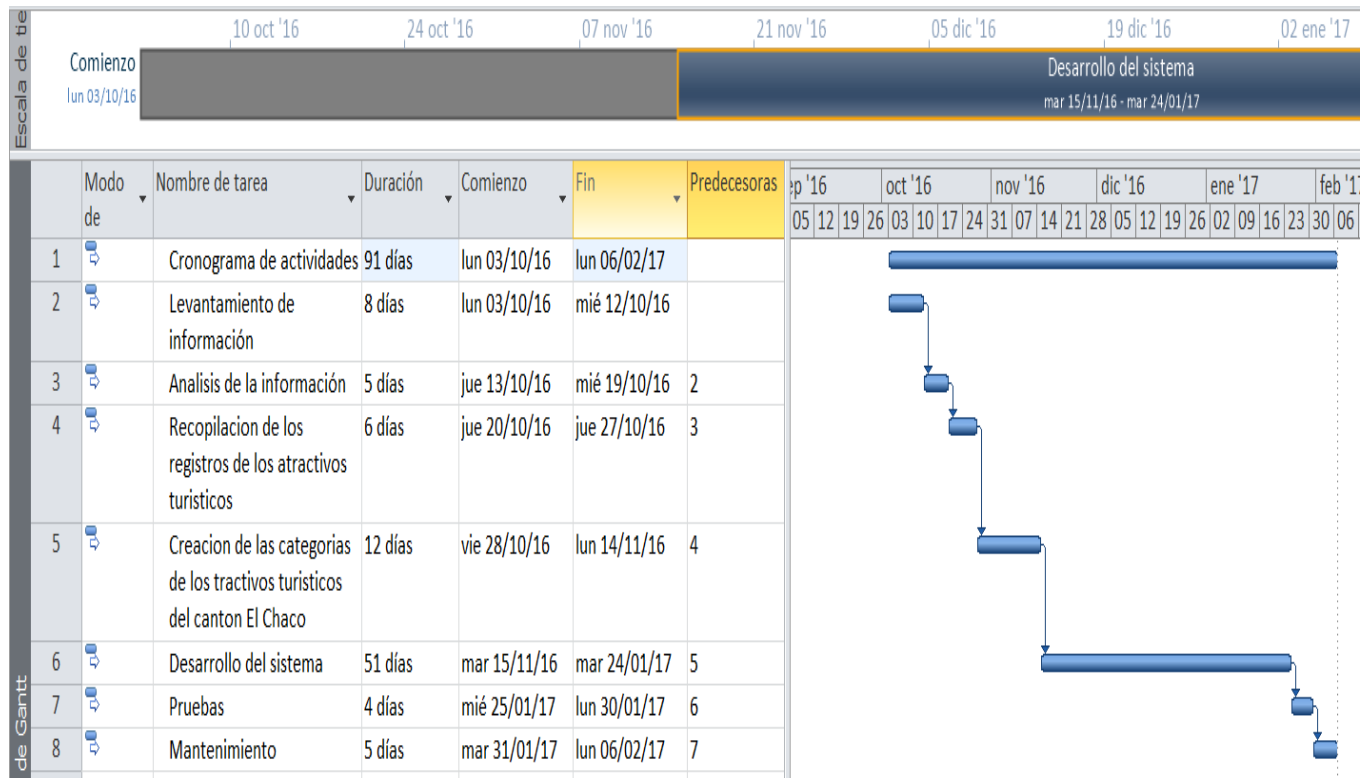 Escala de tie
10 oct '16 24 oct '16 07 nov '16 21 nov '16 05 dic '16 19 dic '16 02 ene '17
Comienzo
lun 03/10/16
Desarrollo del sistema
mar 15/11/16 - mar 24/01/17
Modo de Nombre de tarea Duración Comienzo Fin Predecesoras
ep '16 oct '16 nov '16 dic '16 ene '17 feb '17
05 12 19 26 03 10 17 24 31 07 14 21 28 05 12 19 26 02 09 16 23 30 06
1 Cronograma de actividades 91 días lun 03/10/16 lun 06/02/17
2 Levantamiento de 8 días lun 03/10/16 mié 12/10/16
información
3 Analisis de la información 5 días jue 13/10/16 mié 19/10/16 2
4 Recopilacion de los 6 días jue 20/10/16 jue 27/10/16 3
registros de los atractivos
turisticos
5 Creacion de las categorias 12 días vie 28/10/16 lun 14/11/16 4
de los tractivos turisticos
del canton El Chaco
6 Desarrollo del sistema 51 días mar 15/11/16 mar 24/01/17 5
7 Pruebas 4 días mié 25/01/17 lun 30/01/17 6
8 Mantenimiento 5 días mar 31/01/17 lun 06/02/17 7
de Gantt